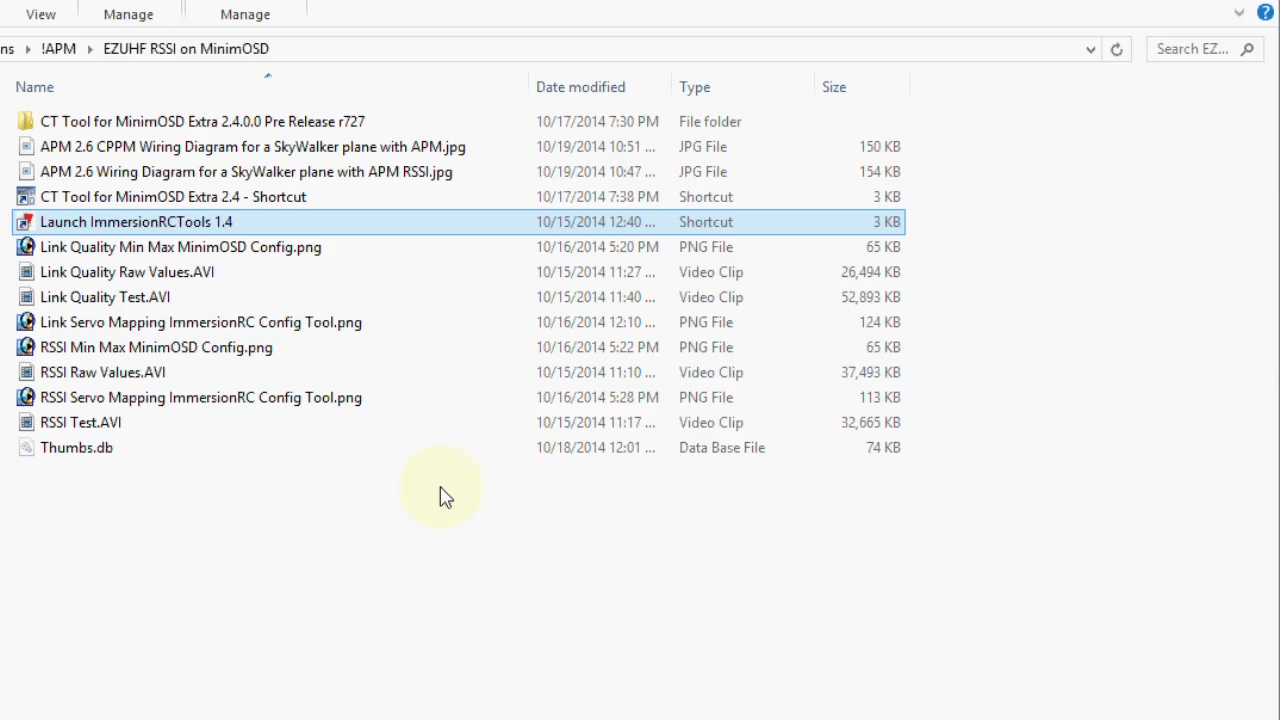 View Manage Manage
ns !APM EZUHF RSSI on MinimOSD Search EZ...
Name Date modified Type Size
CT Tool for MinimOSD Extra 2.4.0.0 Pre Release r727 10/17/2014 7:30 PM File folder
APM 2.6 CPPM Wiring Diagram for a SkyWalker plane with APM.jpg 10/19/2014 10:51 ... JPG File 150 KB
APM 2.6 Wiring Diagram for a SkyWalker plane with APM RSSI.jpg 10/19/2014 10:47 ... JPG File 154 KB
CT Tool for MinimOSD Extra 2.4 - Shortcut 10/17/2014 7:38 PM Shortcut 3 KB
Launch ImmersionRCTools 1.4 10/15/2014 12:40 ... Shortcut 3 KB
Link Quality Min Max MinimOSD Config.png 10/16/2014 5:20 PM PNG File 65 KB
Link Quality Raw Values.AVI 10/15/2014 11:27 ... Video Clip 26,494 KB
Link Quality Test.AVI 10/15/2014 11:40 ... Video Clip 52,893 KB
Link Servo Mapping ImmersionRC Config Tool.png 10/16/2014 12:10 ... PNG File 124 KB
RSSI Min Max MinimOSD Config.png 10/16/2014 5:22 PM PNG File 65 KB
RSSI Raw Values.AVI 10/15/2014 11:10 ... Video Clip 37,493 KB
RSSI Servo Mapping ImmersionRC Config Tool.png 10/16/2014 5:28 PM PNG File 113 KB
RSSI Test.AVI 10/15/2014 11:17 ... Video Clip 32,665 KB
Thumbs.db 10/18/2014 12:01 ... Data Base File 74 KB